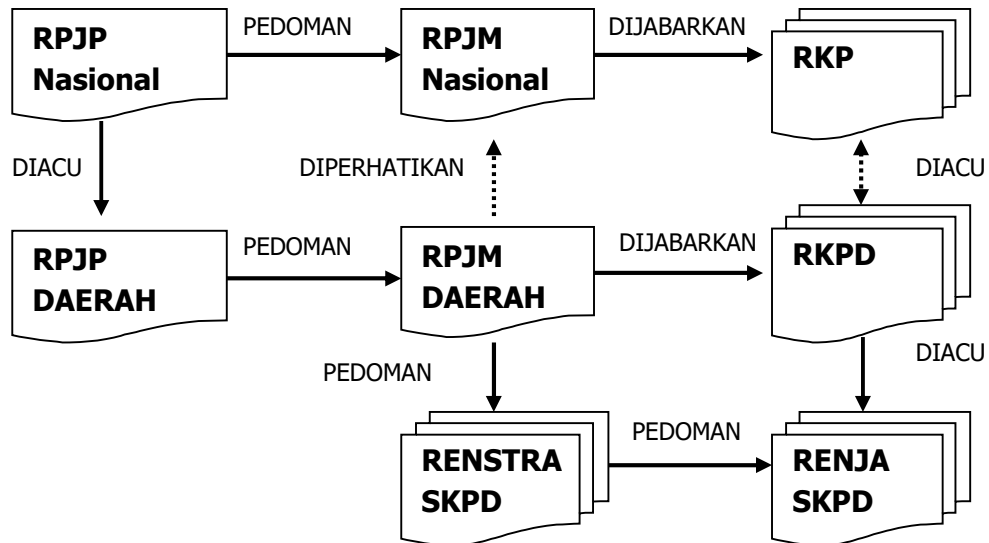 RPJP
Nasional
PEDOMAN
RPJM
Nasional
DIJABARKAN
RKP
DIACU
DIPERHATIKAN
DIACU
RPJP
DAERAH
PEDOMAN
RPJM
DAERAH
DIJABARKAN
RKPD
PEDOMAN
DIACU
RENSTRA
SKPD
PEDOMAN
RENJA
SKPD